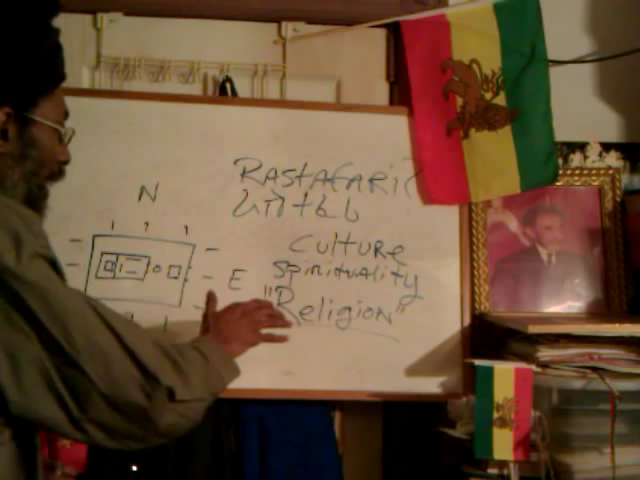 N
RASTAFARI
CULTURE
E SPIRITUALITY
"Religion"